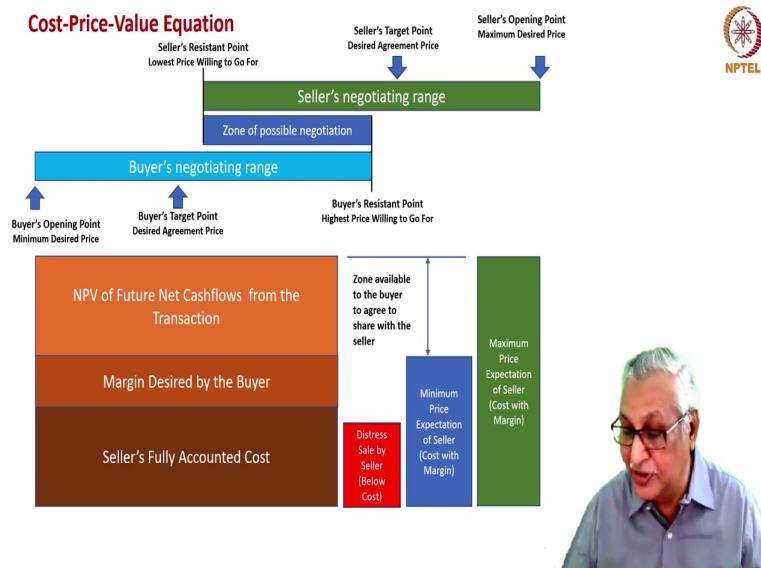 Cost-Price-Value Equation
Seller's Resistant Point
Lowest Price Willing to Go For
Seller's Target Point
Desired Agreement Price
Seller's Opening Point
Maximum Desired Price
NPTEL
Seller's negotiating range
Zone of possible negotiation
Buyer's negotiating range
Buyer's Opening Point
Minimum Desired Price
Buyer's Target Point
Desired Agreement Price
Buyer's Resistant Point
Highest Price Willing to Go For
NPV of Future Net Cashflows from the
Transaction
Margin Desired by the Buyer
Seller's Fully Accounted Cost
Zone available
to the buyer
to agree to
share with the
seller
Distress
Sale by
Seller
(Below
Cost)
Minimum
Price
Expectation
of Seller
(Cost with
Margin)
Maximum
Price
Expectation
of Seller
(Cost with
Margin)